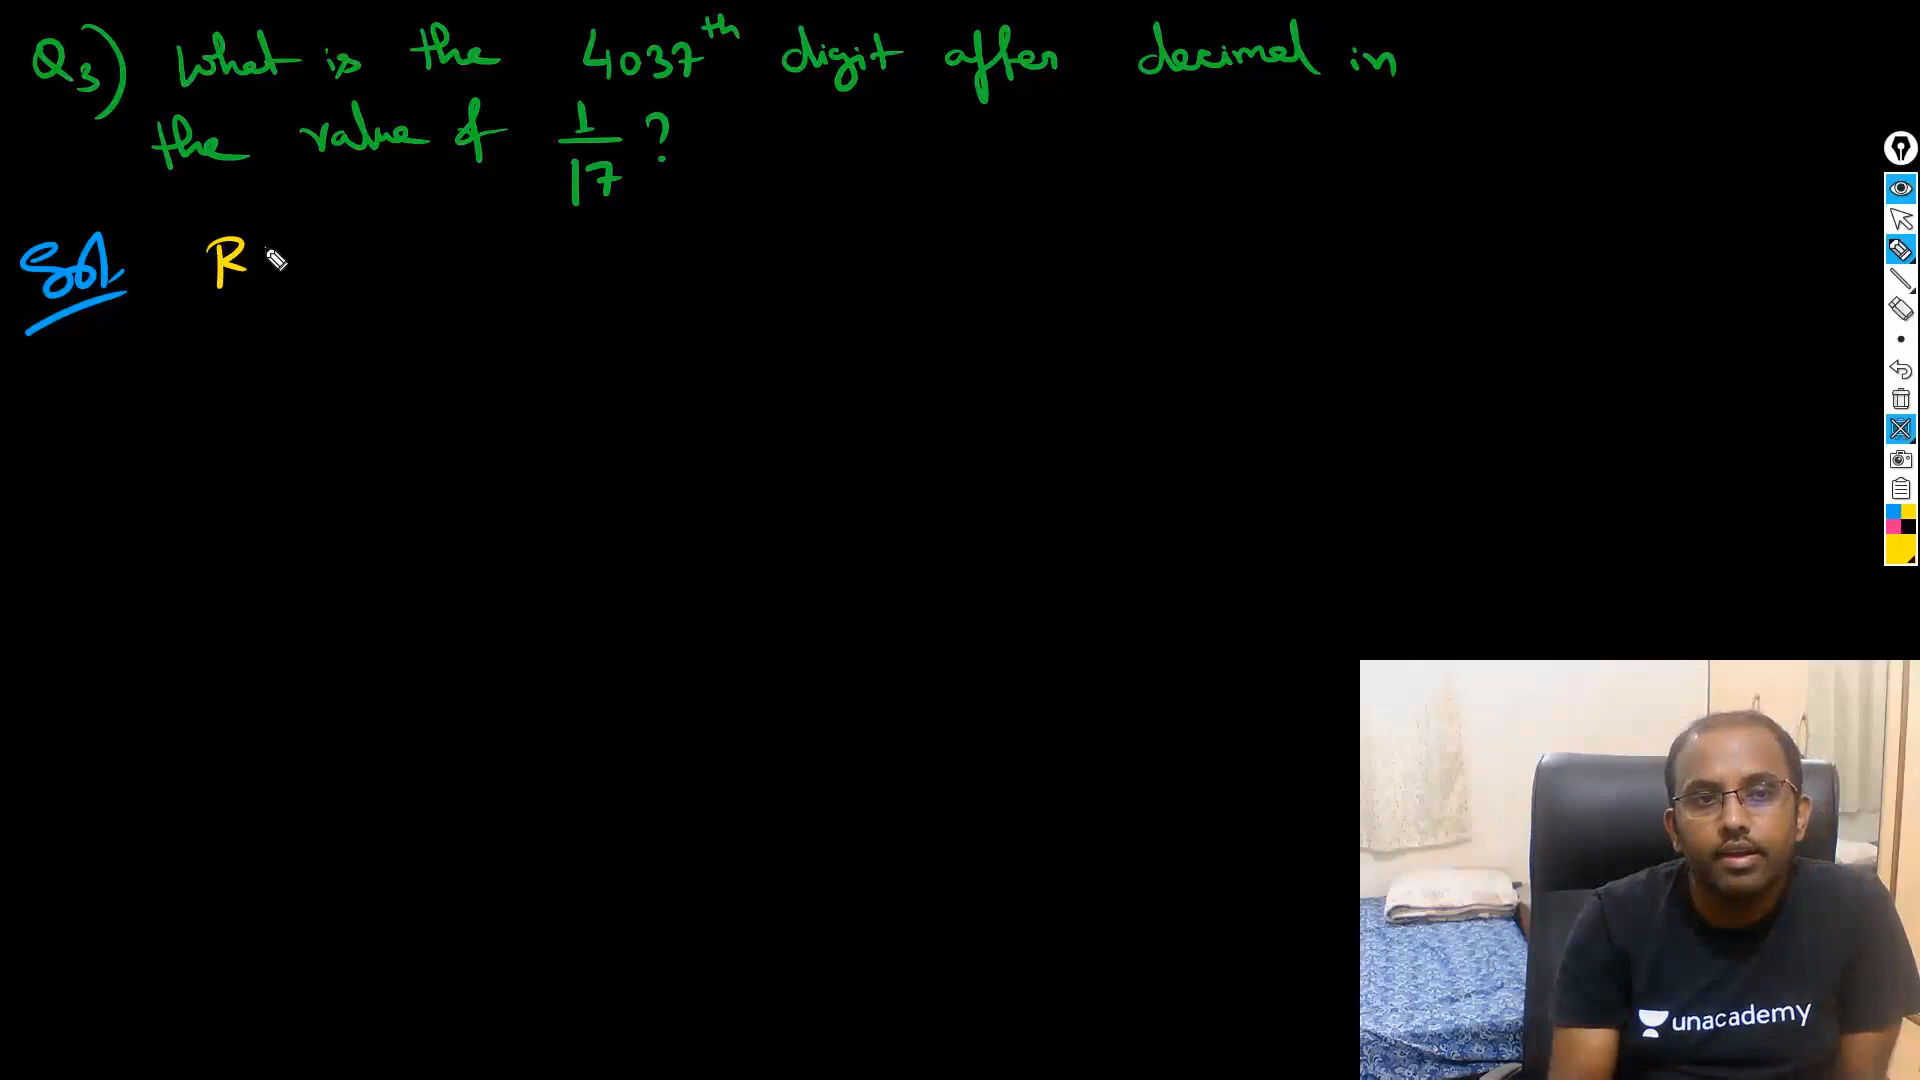 Q3) What is the 4037th digit after decimal in
the value of 1/17?
Sol R
unacademy